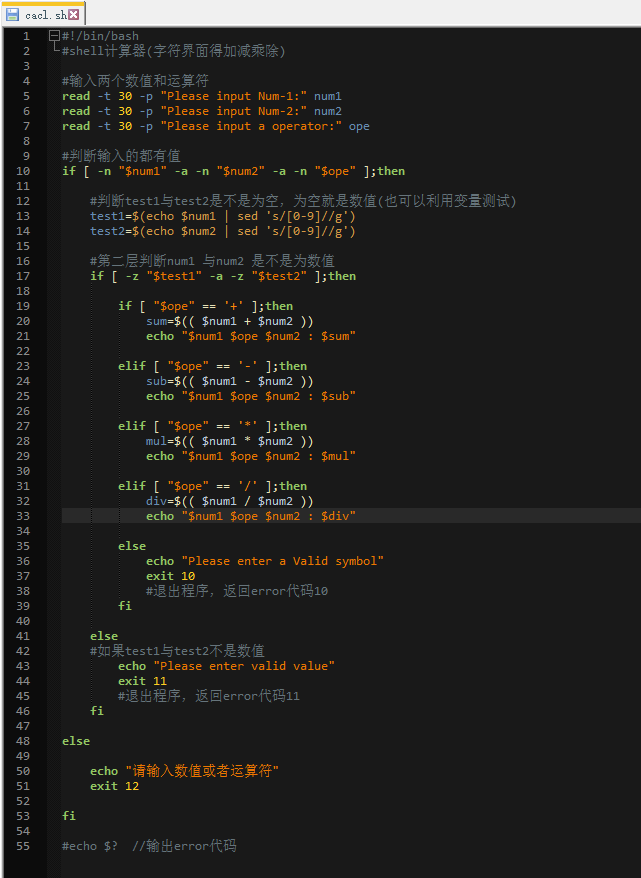 cacl.sh
1 #!/bin/bash
2 #shell计算器(字符界面得加减乘除)
3
4 #输入两个数值和运算符
5 read -t 30 -p "Please input Num-1:" num1
6 read -t 30 -p "Please input Num-2:" num2
7 read -t 30 -p "Please input a operator:" ope
8
9 #判断输入的都有值
10 if [ -n "$num1" -a -n "$num2" -a -n "$ope" ];then
11
12 #判断test1与test2是不是为空，为空就是数值(也可以利用变量测试)
13 test1=$(echo $num1 | sed 's/[0-9]//g')
14 test2=$(echo $num2 | sed 's/[0-9]//g')
15
16 #第二层判断num1 与num2 是不是为数值
17 if [ -z "$test1" -a -z "$test2" ];then
18
19 if [ "$ope" == '+' ];then
20 sum=$(( $num1 + $num2 ))
21 echo "$num1 $ope $num2 : $sum"
22
23 elif [ "$ope" == '-' ];then
24 sub=$(( $num1 - $num2 ))
25 echo "$num1 $ope $num2 : $sub"
26
27 elif [ "$ope" == '*' ];then
28 mul=$(( $num1 * $num2 ))
29 echo "$num1 $ope $num2 : $mul"
30
31 elif [ "$ope" == '/' ];then
32 div=$(( $num1 / $num2 ))
33 echo "$num1 $ope $num2 : $div"
34
35 else
36 echo "Please enter a Valid symbol"
37 exit 10
38 #退出程序，返回error代码10
39 fi
40
41 else
42 #如果test1与test2不是数值
43 echo "Please enter valid value"
44 exit 11
45 #退出程序，返回error代码11
46 fi
47
48 else
49
50 echo "请输入数值或者运算符"
51 exit 12
52
53 fi
54
55 #echo $? //输出error代码